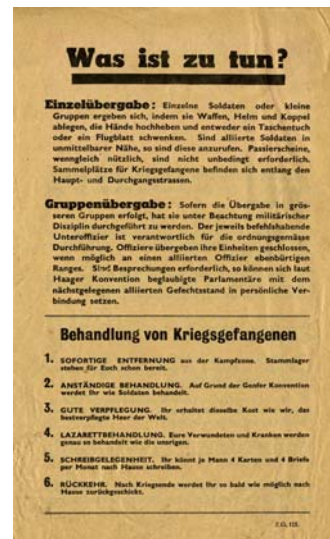 Was ist zu tun?
Einzelübergabe: Einzelne Soldaten oder kleine
Gruppen ergeben sich, indem sie Waffen, Helm und Koppel
ablegen, die Hände hochheben und entweder ein Taschentuch
oder ein Flugblatt schwenken. Sind alliierte Soldaten in
unmittelbarer Nähe, so sind diese anzurufen. Passierscheine,
wenngleich nützlich, sind nicht unbedingt erforderlich.
Sammelplätze für Kriegsgefangene befinden sich entlang den
Haupt- und Durchgangsstrassen.
Gruppenübergabe: Sofern die Übergabe in grös-
seren Gruppen erfolgt, hat sie unter Beachtung militärischer
Disziplin durchgeführt zu werden. Der jeweils befehlshabende
Unteroffizier ist verantwortlich für die ordnungsgemässe
Durchführung. Offiziere übergeben ihre Einheiten geschlossen,
wenn möglich an einen alliierten Offizier ebenbürtigen
Ranges. Sind Besprechungen erforderlich, so können sich laut
Haager Konvention beglaubigte Parlamentäre mit dem
nächstgelegenen alliierten Gefechtsstand in persönliche Ver-
bindung setzen.
Behandlung von Kriegsgefangenen
1. SOFORTIGE ENTFERNUNG aus der Kampfzone. Stammlager
stehen für Euch schon bereit.
2. ANSTÄNDIGE BEHANDLUNG. Auf Grund der Genfer Konvention
werdet Ihr wie Soldaten behandelt.
3. GUTE VERPFLEGUNG. Ihr erhaltet dieselbe Kost wie wir, das
bestverpflegte Heer der Welt.
4. LAZARETTBEHANDLUNG. Eure Verwundeten und Kranken werden
genau so behandelt wie die unsrigen.
5. SCHREIBGELEGENHEIT. Ihr könnt je Mann 4 Karten und 4 Briefe
per Monat nach Hause schreiben.
6. RÜCKKEHR. Nach Kriegsende werdet Ihr so bald wie möglich nach
Hause zurückgeschickt.